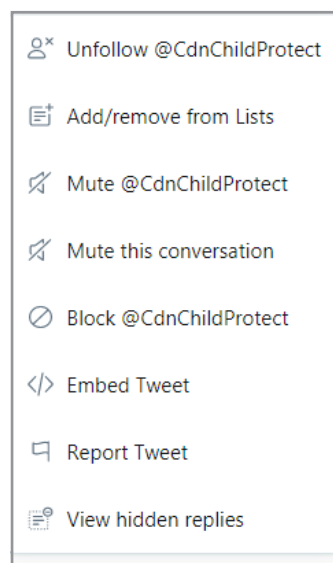 Unfollow @CdnChildProtect
Add/remove from Lists
Mute @CdnChildProtect
Mute this conversation
Block @CdnChildProtect
Embed Tweet
Report Tweet
View hidden replies